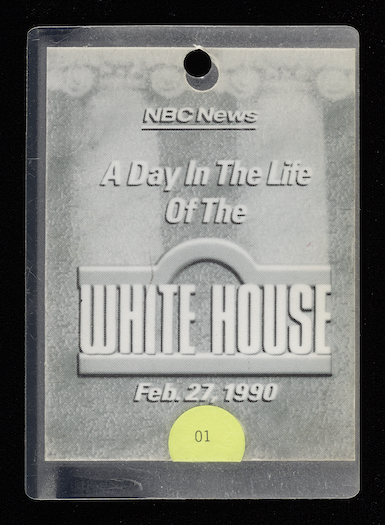 NBC News
A Day In The Life
Of The
WHITE HOUSE
Feb. 27, 1990
01